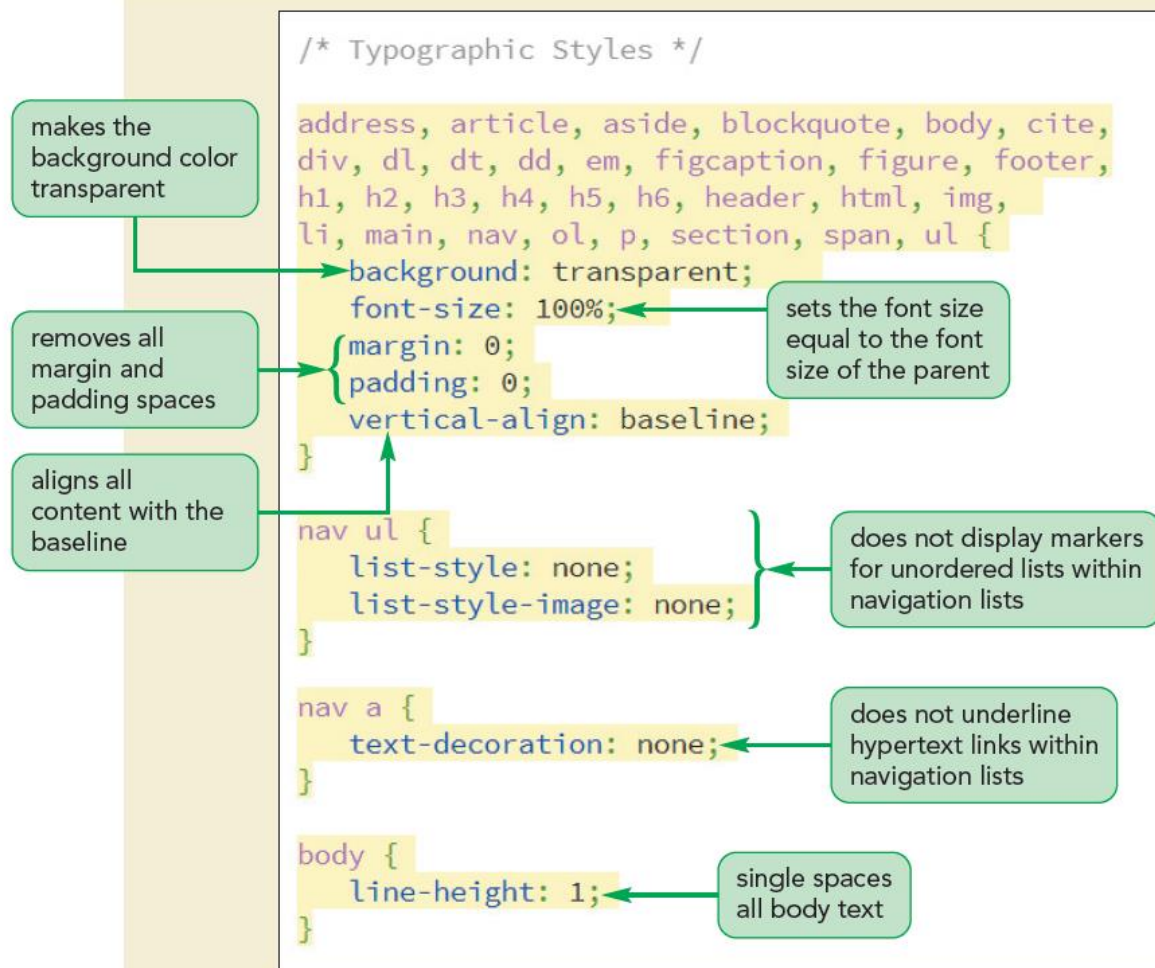 /* Typographic Styles */
makes the
background color
transparent
address, article, aside, blockquote, body, cite,
div, dl, dt, dd, em, figcaption, figure, footer,
h1, h2, h3, h4, h5, h6, header, html, img,
li, main, nav, ol, p, section, span, ul {
background: transparent;
font-size: 100%;
sets the font size
equal to the font
size of the parent
removes all
margin and
padding spaces
margin: 0;
padding: 0;
vertical-align: baseline;
}
aligns all
content with the
baseline
nav ul {
list-style: none;
list-style-image: none;
}
does not display markers
for unordered lists within
navigation lists
nav a {
text-decoration: none;
}
does not underline
hypertext links within
navigation lists
body {
line-height: 1;
}
single spaces
all body text